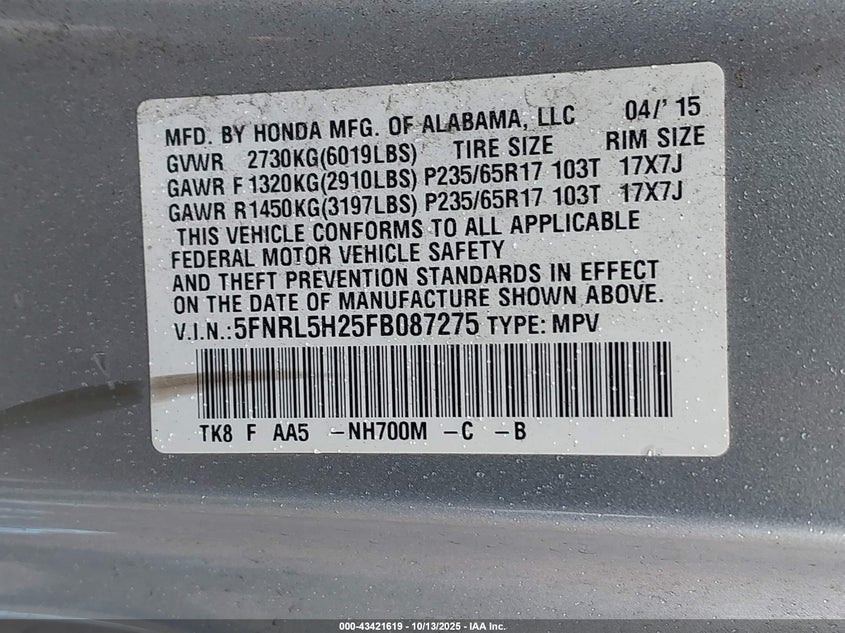 MFD. BY HONDA MFG. OF ALABAMA, LLC 04/' 15
GVWR 2730KG(6019LBS) TIRE SIZE RIM SIZE
GAWR F1320KG(2910LBS) P235/65R17 103T 17X7J
GAWR R1450KG(3197LBS) P235/65R17 103T 17X7J
THIS VEHICLE CONFORMS TO ALL APPLICABLE
FEDERAL MOTOR VEHICLE SAFETY
AND THEFT PREVENTION STANDARDS IN EFFECT
ON THE DATE OF MANUFACTURE SHOWN ABOVE.
V.I.N.:5FNRL5H25FB087275 TYPE: MPV
TK8 F AA5 -NH700M -C -B
000-43421619 - 10/13/2025 - IAA Inc.